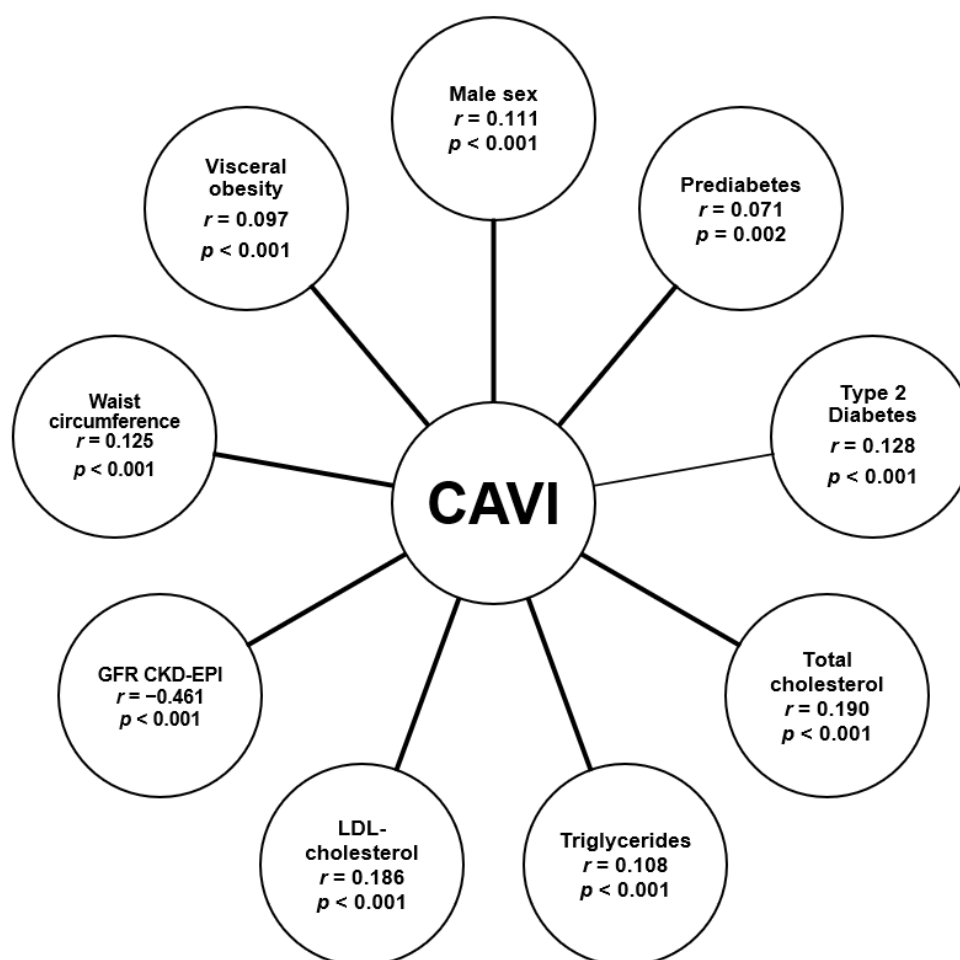 Male sex
r = 0.111
p < 0.001
Visceral
obesity
r = 0.097
p < 0.001
Prediabetes
r = 0.071
p = 0.002
Waist
circumference
r = 0.125
p < 0.001
Type 2
Diabetes
r = 0.128
p < 0.001
CAVI
GFR CKD-EPI
r = −0.461
p < 0.001
Total
cholesterol
r = 0.190
p < 0.001
LDL-
cholesterol
r = 0.186
p < 0.001
Triglycerides
r = 0.108
p < 0.001